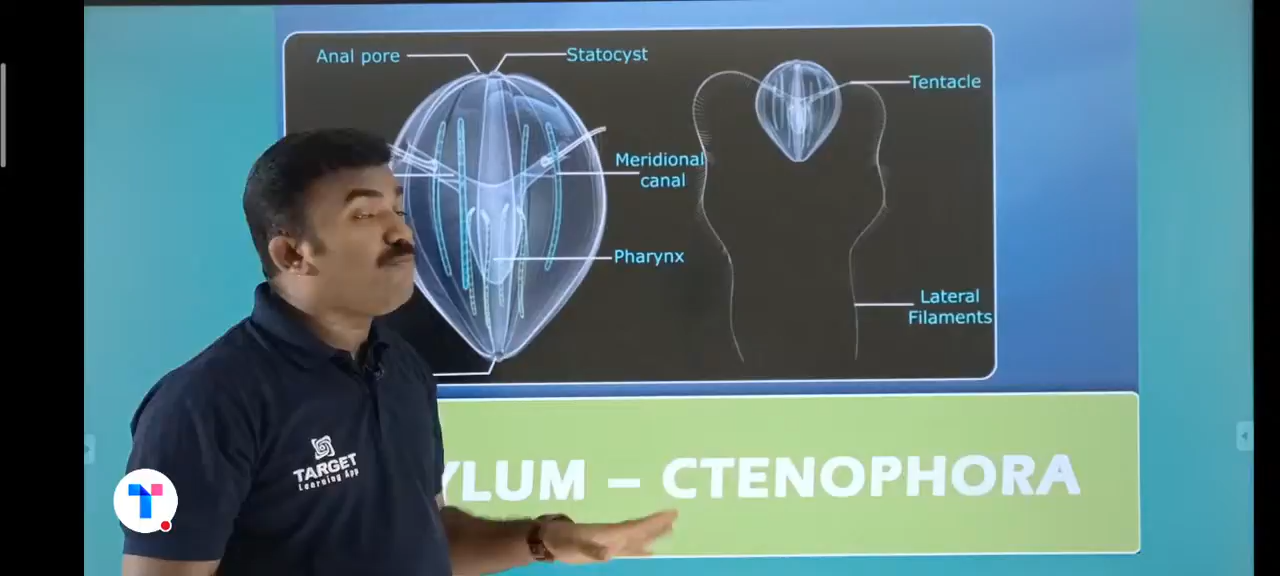 Anal pore
Statocyst
Tentacle
Meridional
canal
Pharynx
Lateral
Filaments
YLUM – CTENOPHORA
TARGET
Learning App